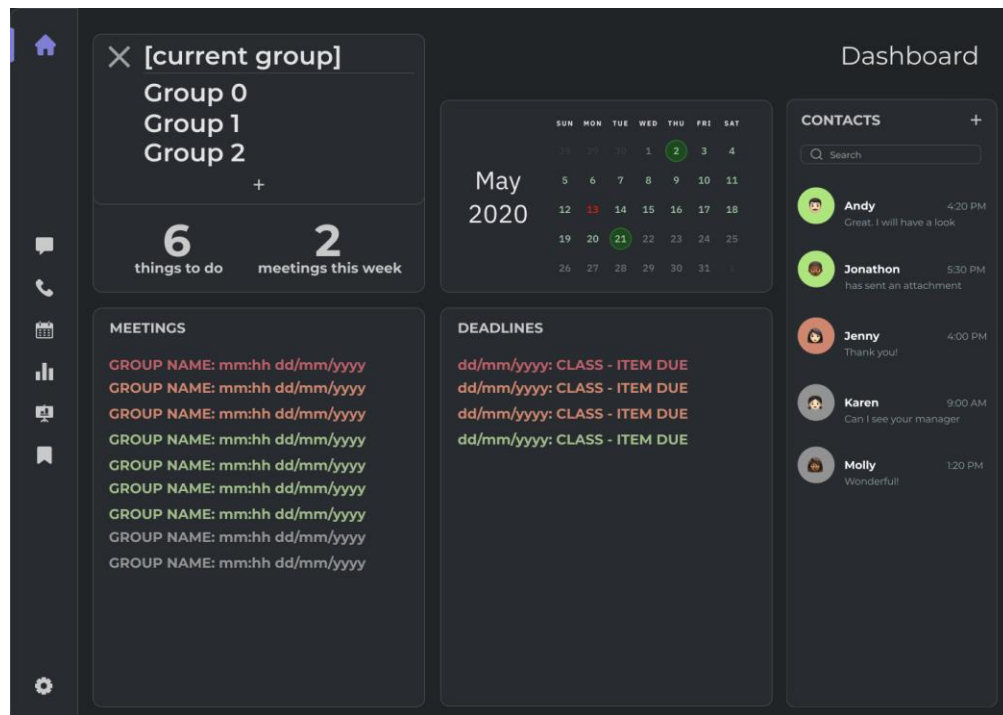 [current group]
Group 0
Group 1
Group 2
+
6
things to do
2
meetings this week
Dashboard
May
2020
SUN MON TUE WED THU FRI SAT
28 29 30 1 2 3 4
5 6 7 8 9 10 11
12 13 14 15 16 17 18
19 20 21 22 23 24 25
26 27 28 29 30 31 1
CONTACTS +
Search
Andy 4:20 PM
Great. I will have a look
Jonathon 5:30 PM
has sent an attachment
Jenny 4:00 PM
Thank you!
Karen 9:00 AM
Can I see your manager
Molly 1:20 PM
Wonderful!
MEETINGS
GROUP NAME: mm:hh dd/mm/yyyy
GROUP NAME: mm:hh dd/mm/yyyy
GROUP NAME: mm:hh dd/mm/yyyy
GROUP NAME: mm:hh dd/mm/yyyy
GROUP NAME: mm:hh dd/mm/yyyy
GROUP NAME: mm:hh dd/mm/yyyy
GROUP NAME: mm:hh dd/mm/yyyy
GROUP NAME: mm:hh dd/mm/yyyy
GROUP NAME: mm:hh dd/mm/yyyy
DEADLINES
dd/mm/yyyy: CLASS - ITEM DUE
dd/mm/yyyy: CLASS - ITEM DUE
dd/mm/yyyy: CLASS - ITEM DUE
dd/mm/yyyy: CLASS - ITEM DUE